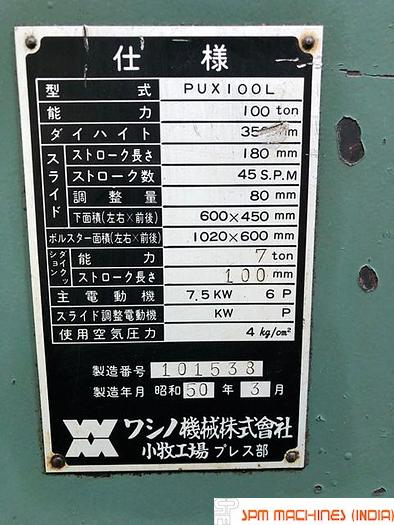 仕様
型式 PUX100L
能力 100 ton
ダイハイト 350 mm
スライド
ストローク長さ 180 mm
ストローク数 45 S.P.M
調整量 80 mm
下面積(左右×前後) 600×450 mm
ボルスター面積(左右×前後) 1020×600 mm
ダイクッション
能力 7 ton
ストローク長さ 100 mm
主電動機 7.5 KW 6 P
スライド調整電動機 KW P
使用空気圧力 4 kg/cm²
製造番号 101538
製造年月 昭和 50 年 3 月
ワシノ機械株式會社
小牧工場 プレス部
SPM MACHINES (INDIA)